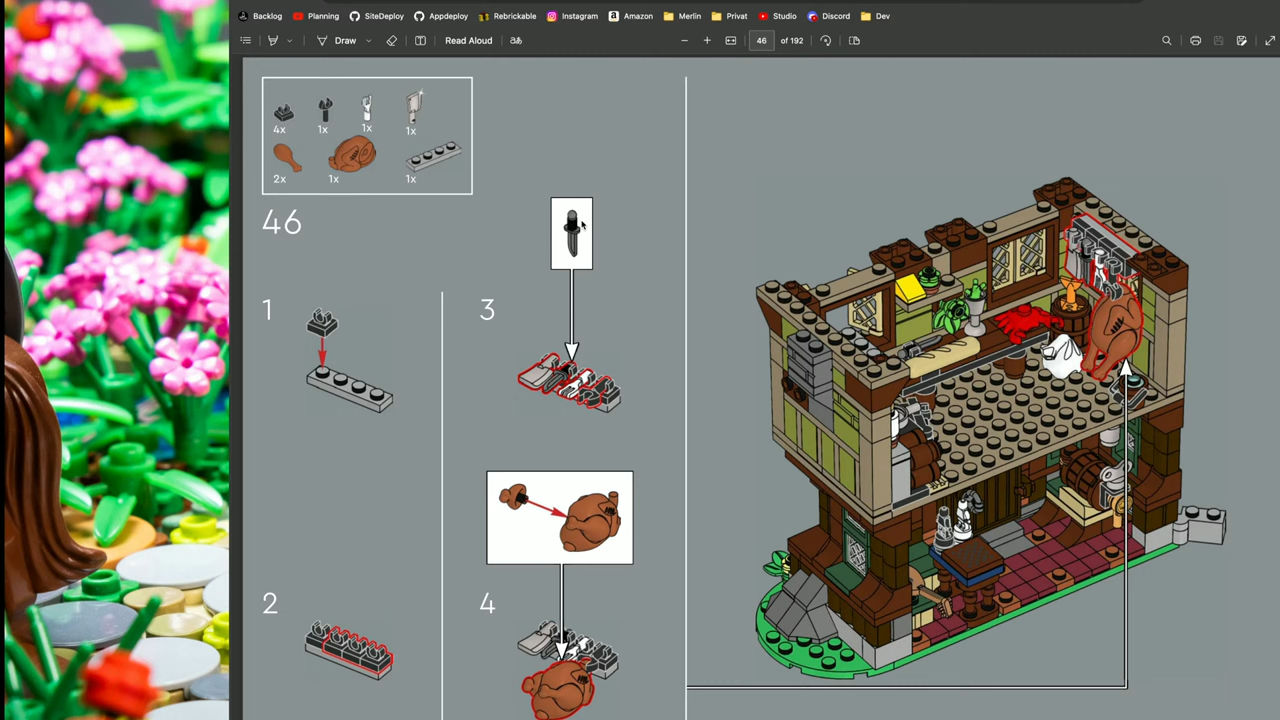 Backlog Planning SiteDeploy Appdeploy Rebrickable Instagram Amazon Merlin Privat Studio Discord Dev
Draw Read Aloud 46 of 192
4x 1x 1x 1x
2x 1x 1x
46
1
3
2
4